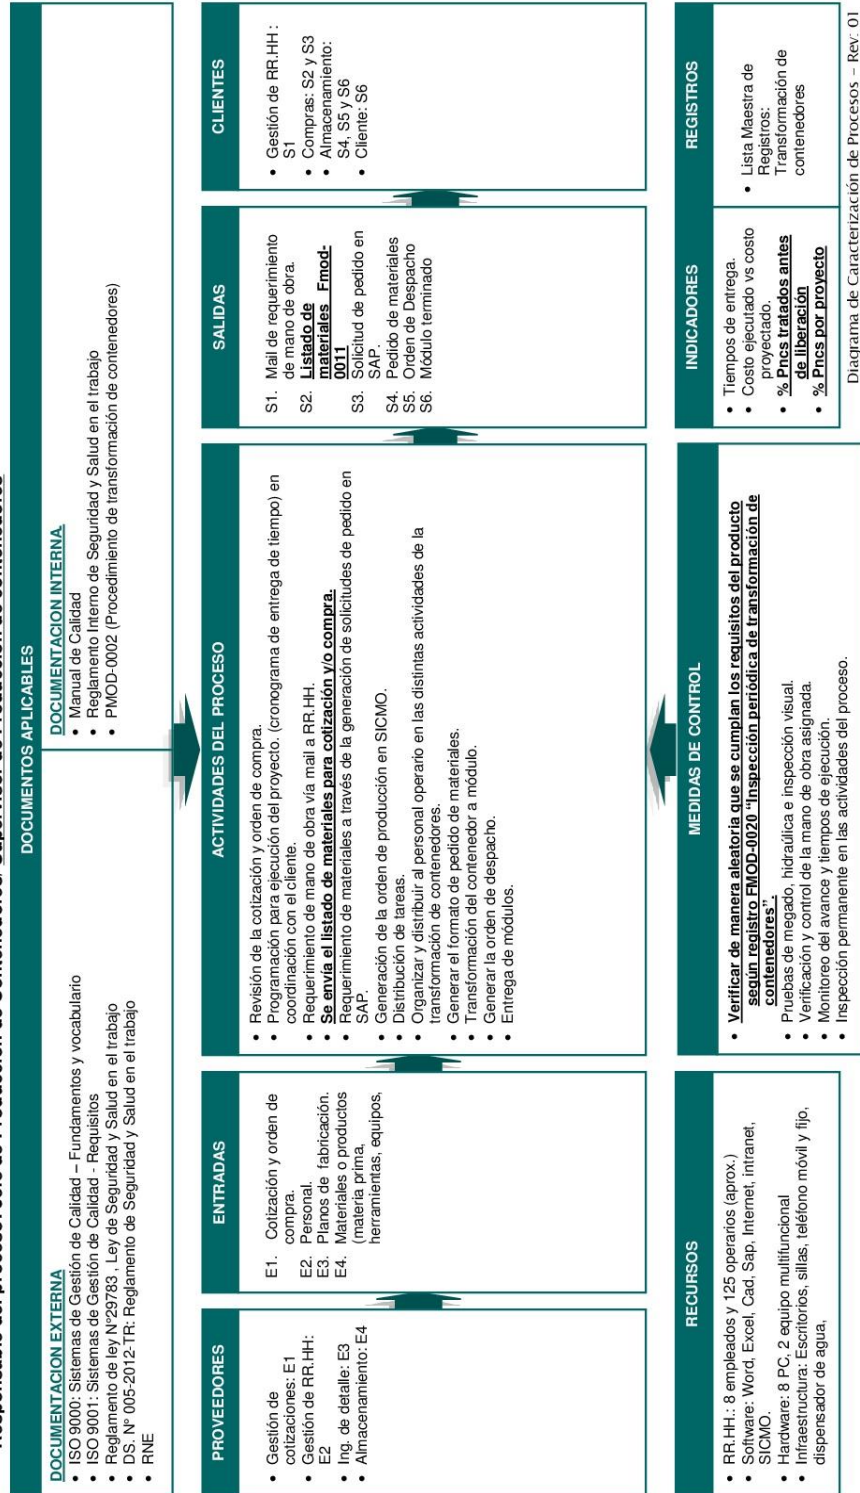 DOCUMENTOS APLICABLES
DOCUMENTACION EXTERNA
• ISO 9000: Sistemas de Gestión de Calidad – Fundamentos y vocabulario
• ISO 9001: Sistemas de Gestión de Calidad - Requisitos
• Reglamento de ley N°29783 , Ley de Seguridad y Salud en el trabajo
• DS. N° 005-2012-TR: Reglamento de Seguridad y Salud en el trabajo
• RNE
DOCUMENTACION INTERNA
• Manual de Calidad
• Reglamento Interno de Seguridad y Salud en el trabajo
• PMOD-0002 (Procedimiento de transformación de contenedores)
PROVEEDORES
• Gestión de
cotizaciones: E1
• Gestión de RR.HH:
E2
• Ing. de detalle: E3
• Almacenamiento: E4
ENTRADAS
E1. Cotización y orden de
compra.
E2. Personal.
E3. Planos de fabricación.
E4. Materiales o productos
(matería prima,
herramientas, equipos,
ACTIVIDADES DEL PROCESO
• Revisión de la cotización y orden de compra.
• Programación para ejecución del proyecto. (cronograma de entrega de tiempo) en
coordinación con el cliente.
• Requerimiento de mano de obra vía mail a RR.HH.
• Se envía el listado de materiales para cotización y/o compra.
• Requerimiento de materiales a través de la generación de solicitudes de pedido en
SAP.
• Generación de la orden de producción en SICMO.
• Distribución de tareas.
• Organizar y distribuir al personal operario en las distintas actividades de la
transformación de contenedores.
• Generar el formato de pedido de materiales.
• Transformación del contenedor a módulo.
• Generar la orden de despacho.
• Entrega de módulos.
SALIDAS
S1. Mail de requerimiento
de mano de obra.
S2. Listado de
materiales Fmod-
0011
S3. Solicitud de pedido en
SAP.
S4. Pedido de materiales
S5. Orden de Despacho
S6. Módulo terminado
CLIENTES
• Gestión de RR.HH :
S1
• Compras: S2 y S3
• Almacenamiento:
S4, S5 y S6
• Cliente: S6
RECURSOS
• RR.HH.: 8 empleados y 125 operarios (aprox.)
• Software: Word, Excel, Cad, Sap, Internet, intranet,
SICMO.
• Hardware: 8 PC, 2 equipo multifuncional
• Infraestructura: Escritorios, sillas, teléfono móvil y fijo,
dispensador de agua,
MEDIDAS DE CONTROL
• Verificar de manera aleatoria que se cumplan los requisitos del producto
según registro FMOD-0020 "Inspección periódica de transformación de
contenedores".
• Pruebas de megado, hidraúlica e inspección visual.
• Verificación y control de la mano de obra asignada.
• Monitoreo del avance y tiempos de ejecución.
• Inspección permanente en las actividades del proceso.
INDICADORES
• Tiempos de entrega.
• Costo ejecutado vs costo
proyectado.
• % Pncs tratados antes
de liberación
• % Pncs por proyecto
REGISTROS
• Lista Maestra de
Registros:
Transformación de
contenedores
Diagrama de Caracterización de Procesos – Rev: 01